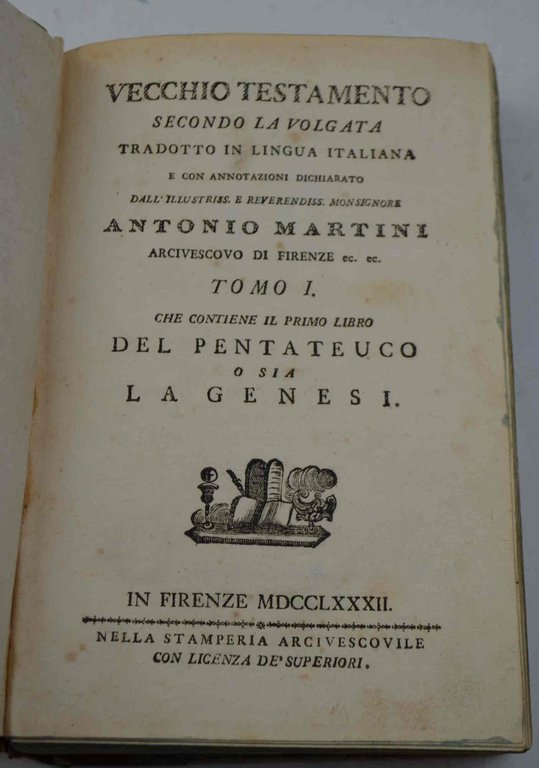 VECCHIO TESTAMENTO
SECONDO LA VOLGATA
TRADOTTO IN LINGUA ITALIANA
E CON ANNOTAZIONI DICHIARATO
DALL'ILLUSTRISS. E REVERENDISS. MONSIGNORE
ANTONIO MARTINI
ARCIVESCOVO DI FIRENZE ec. ec.
TOMO I.
CHE CONTIENE IL PRIMO LIBRO
DEL PENTATEUCO
O SIA
LA GENESI.
IN FIRENZE MDCCLXXXII.
NELLA STAMPERIA ARCIVESCOVILE
CON LICENZA DE' SUPERIORI.